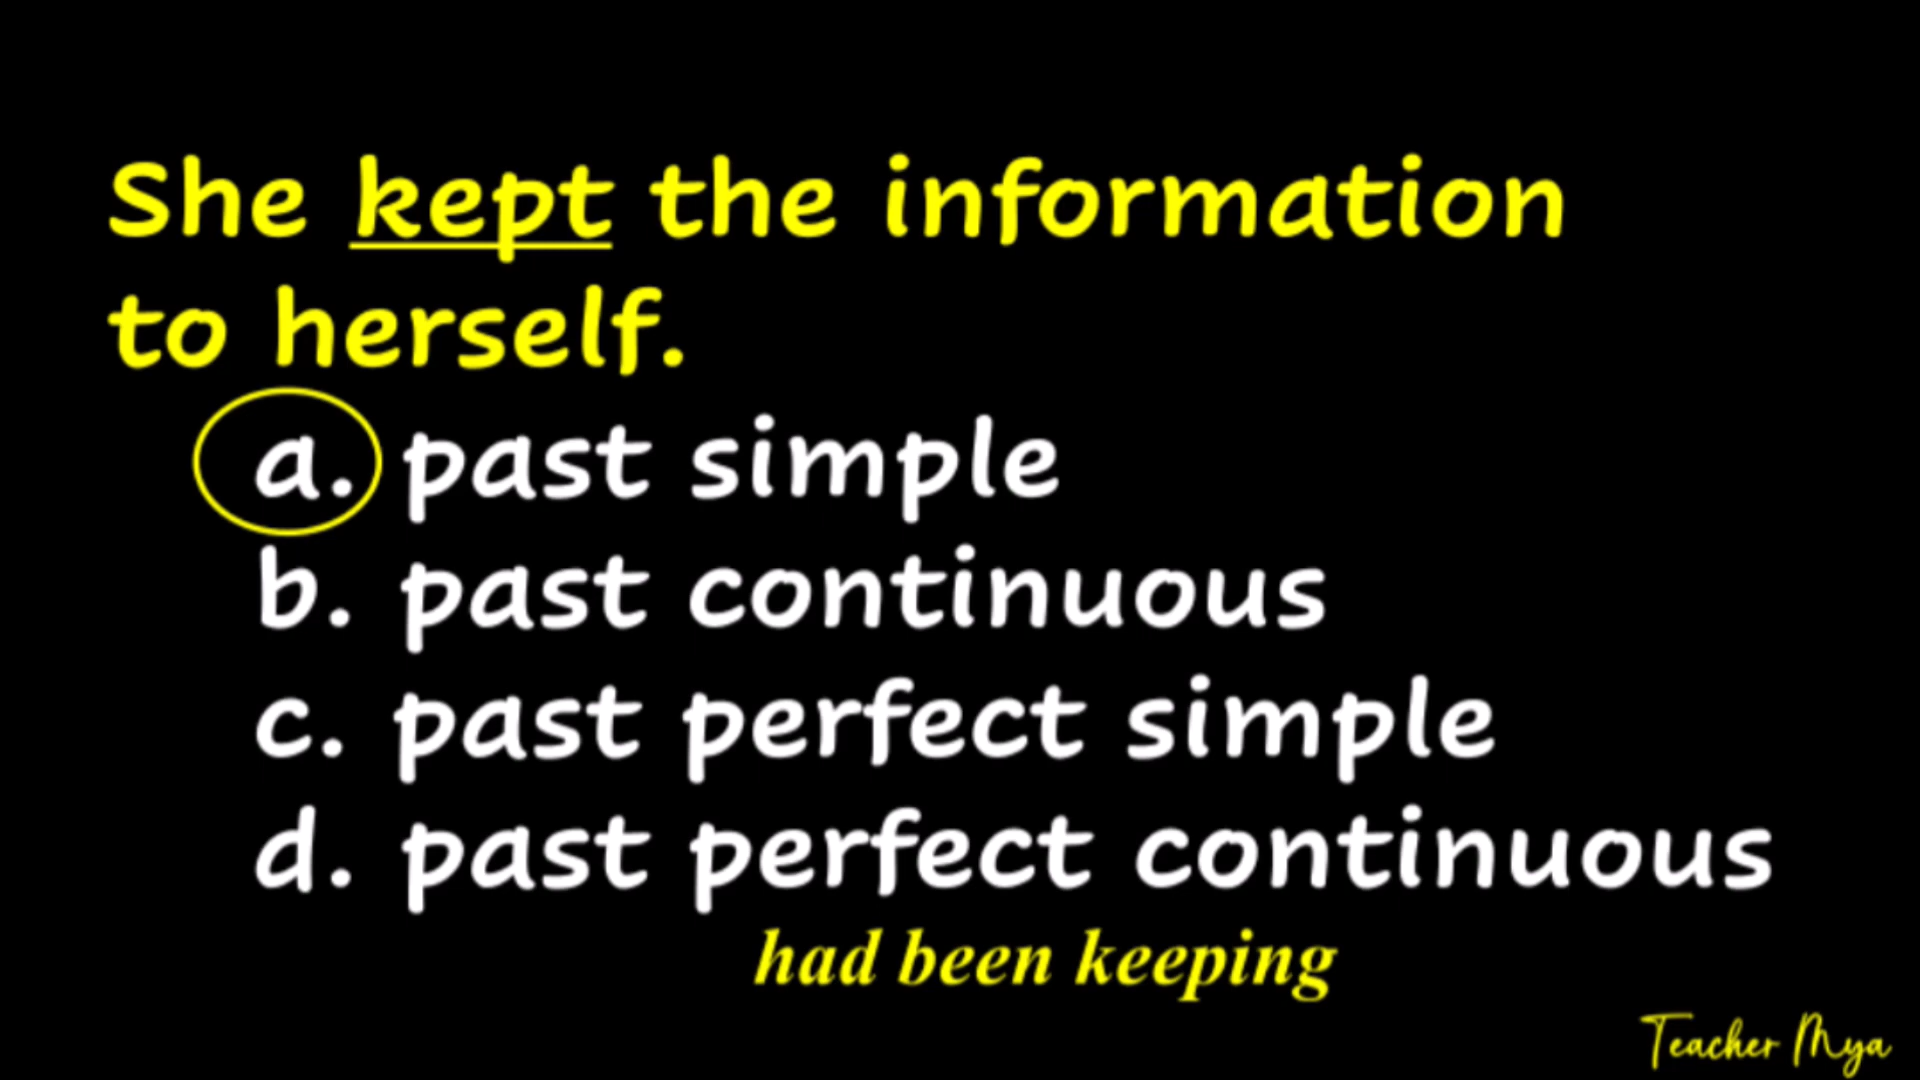 She kept the information
to herself.
a. past simple
b. past continuous
c. past perfect simple
d. past perfect continuous
had been keeping
Teacher Mya